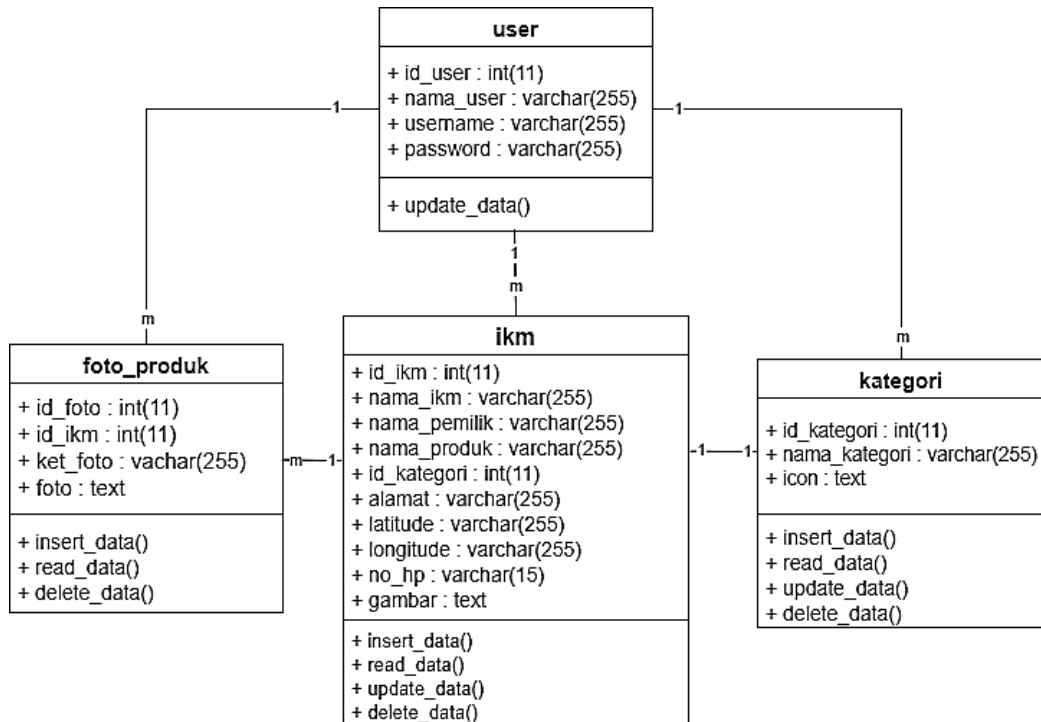 user
+ id_user : int(11)
+ nama_user : varchar(255)
+ username : varchar(255)
+ password : varchar(255)
+ update_data()
1
1
1
m
m
m
foto_produk
+ id_foto : int(11)
+ id_ikm : int(11)
+ ket_foto : vachar(255)
+ foto : text
+ insert_data()
+ read_data()
+ delete_data()
m
1
ikm
+ id_ikm : int(11)
+ nama_ikm : varchar(255)
+ nama_pemilik : varchar(255)
+ nama_produk : varchar(255)
+ id_kategori : int(11)
+ alamat : varchar(255)
+ latitude : varchar(255)
+ longitude : varchar(255)
+ no_hp : varchar(15)
+ gambar : text
+ insert_data()
+ read_data()
+ update_data()
+ delete_data()
1
1
kategori
+ id_kategori : int(11)
+ nama_kategori : varchar(255)
+ icon : text
+ insert_data()
+ read_data()
+ update_data()
+ delete_data()